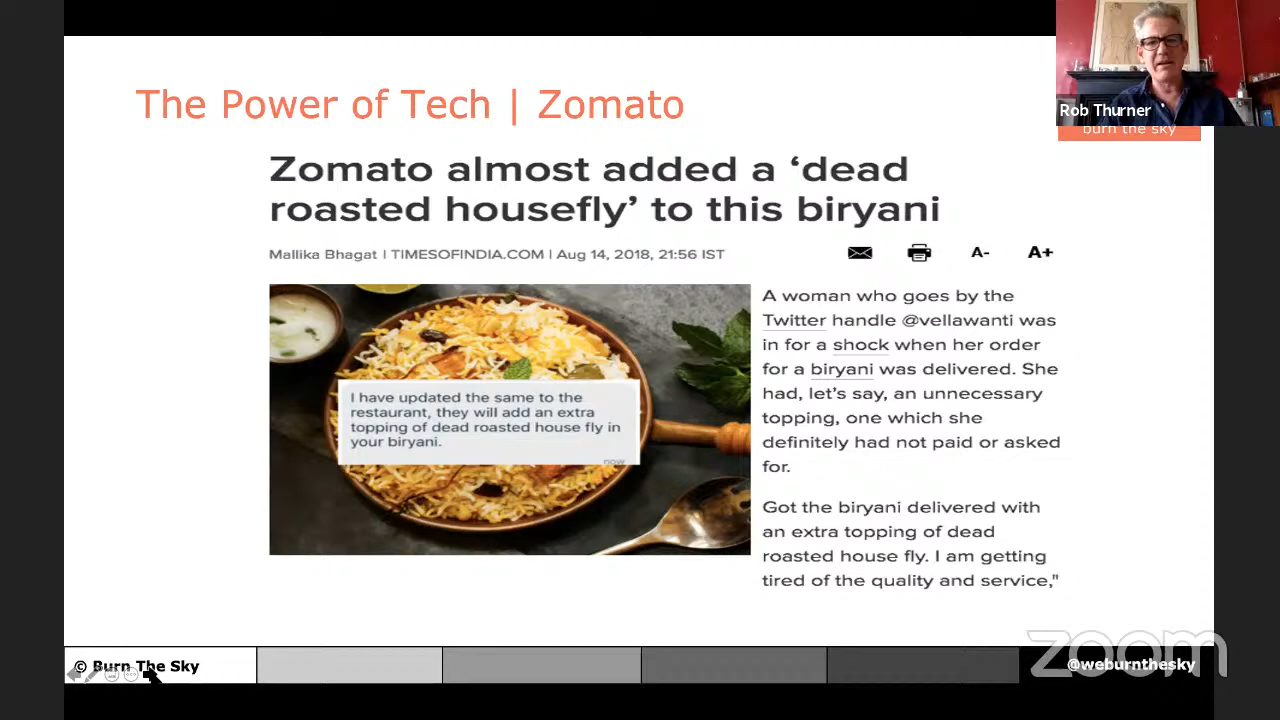 The Power of Tech | Zomato
Rob Thurner
burn the sky
Zomato almost added a ‘dead
roasted housefly’ to this biryani
Mallika Bhagat | TIMESOFINDIA.COM | Aug 14, 2018, 21:56 IST
A- A+
I have updated the same to the
restaurant, they will add an extra
topping of dead roasted house fly in
your biryani.
now
A woman who goes by the
Twitter handle @vellawanti was
in for a shock when her order
for a biryani was delivered. She
had, let’s say, an unnecessary
topping, one which she
definitely had not paid or asked
for.
Got the biryani delivered with
an extra topping of dead
roasted house fly. I am getting
tired of the quality and service,"
© Burn The Sky
@weburnthesky
zoom